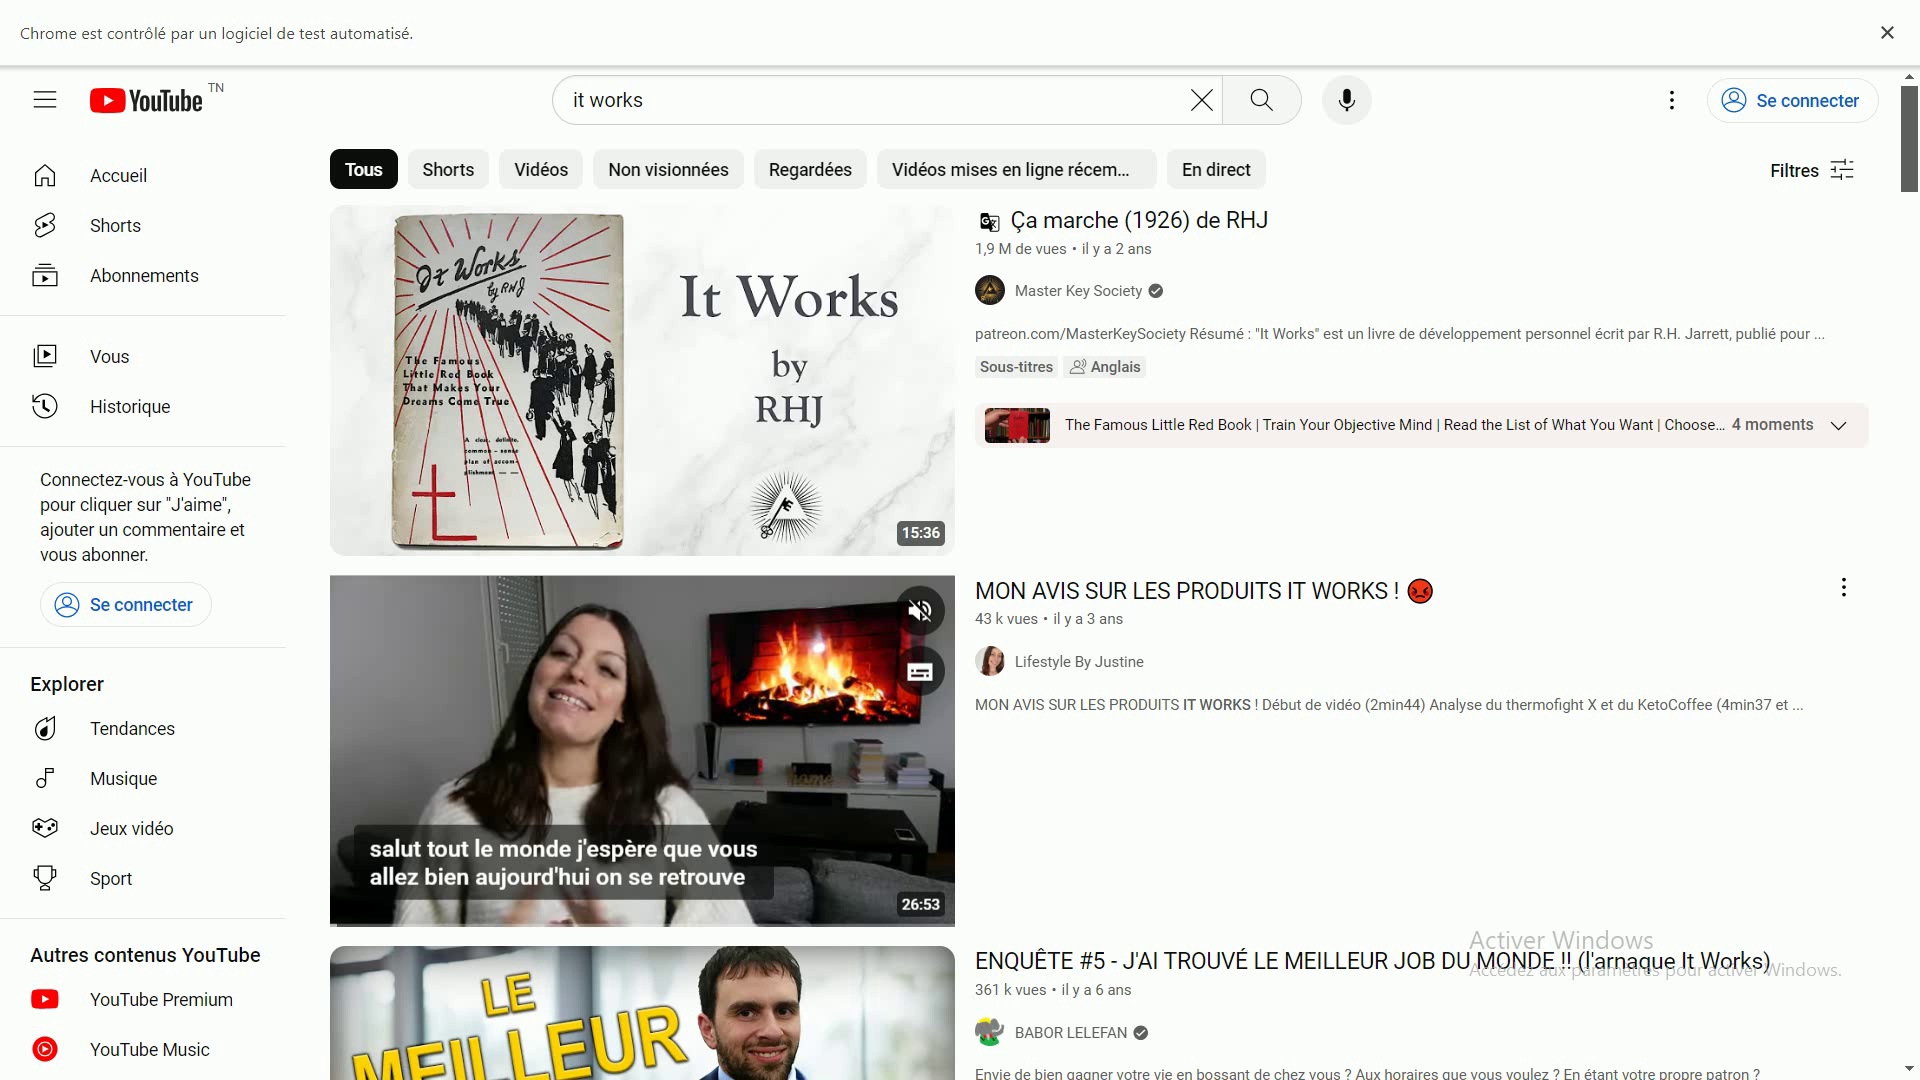 Chrome est contrôlé par un logiciel de test automatisé.
YouTube TN
it works
Se connecter
Accueil
Shorts
Abonnements
Vous
Historique
Connectez-vous à YouTube
pour cliquer sur "J'aime",
ajouter un commentaire et
vous abonner.
Se connecter
Explorer
Tendances
Musique
Jeux vidéo
Sport
Autres contenus YouTube
YouTube Premium
YouTube Music
Tous
Shorts
Vidéos
Non visionnées
Regardées
Vidéos mises en ligne récem...
En direct
Filtres
It Works
by RHJ
The Famous
Little Red Book
That Makes Your
Dreams Come True
A clear, definite,
common-sense
plan of accom-
plishment
It Works
by
RHJ
15:36
Ça marche (1926) de RHJ
1,9 M de vues • il y a 2 ans
Master Key Society
patreon.com/MasterKeySociety Résumé : "It Works" est un livre de développement personnel écrit par R.H. Jarrett, publié pour ...
Sous-titres
Anglais
The Famous Little Red Book | Train Your Objective Mind | Read the List of What You Want | Choose... 4 moments
salut tout le monde j'espère que vous
allez bien aujourd'hui on se retrouve
26:53
MON AVIS SUR LES PRODUITS IT WORKS ! 😡
43 k vues • il y a 3 ans
Lifestyle By Justine
MON AVIS SUR LES PRODUITS IT WORKS ! Début de vidéo (2min44) Analyse du thermofight X et du KetoCoffee (4min37 et ...
LE
MEILLEUR
ENQUÊTE #5 - J'AI TROUVÉ LE MEILLEUR JOB DU MONDE !! (l'arnaque It Works)
361 k vues • il y a 6 ans
BABOR LELEFAN
Envie de bien gagner votre vie en bossant de chez vous ? Aux horaires que vous voulez ? En étant votre propre patron ?
Activer Windows
Accédez aux paramètres pour activer Windows.